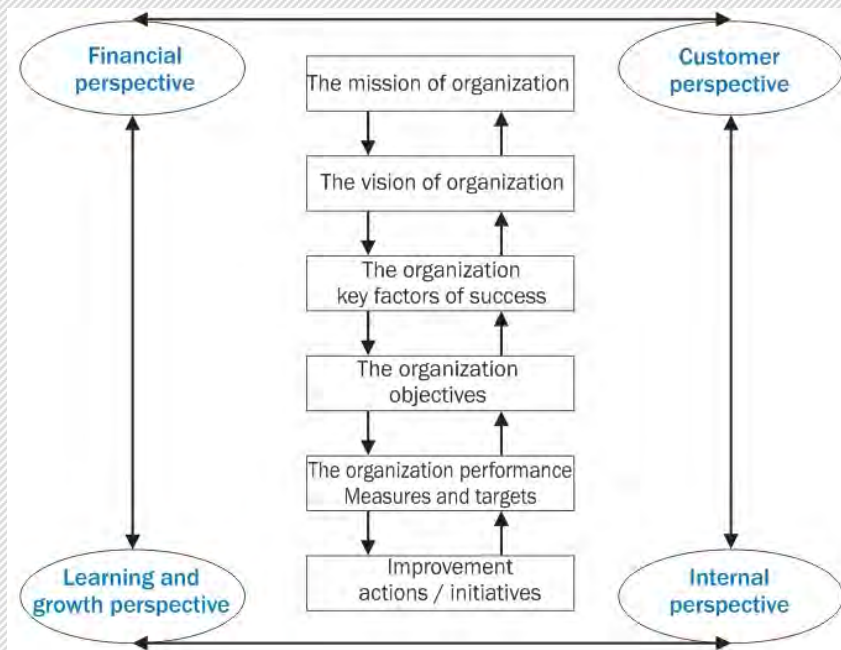 Financial
perspective
Customer
perspective
The mission of organization
The vision of organization
The organization
key factors of success
The organization
objectives
The organization performance
Measures and targets
Learning and
growth perspective
Improvement
actions / initiatives
Internal
perspective